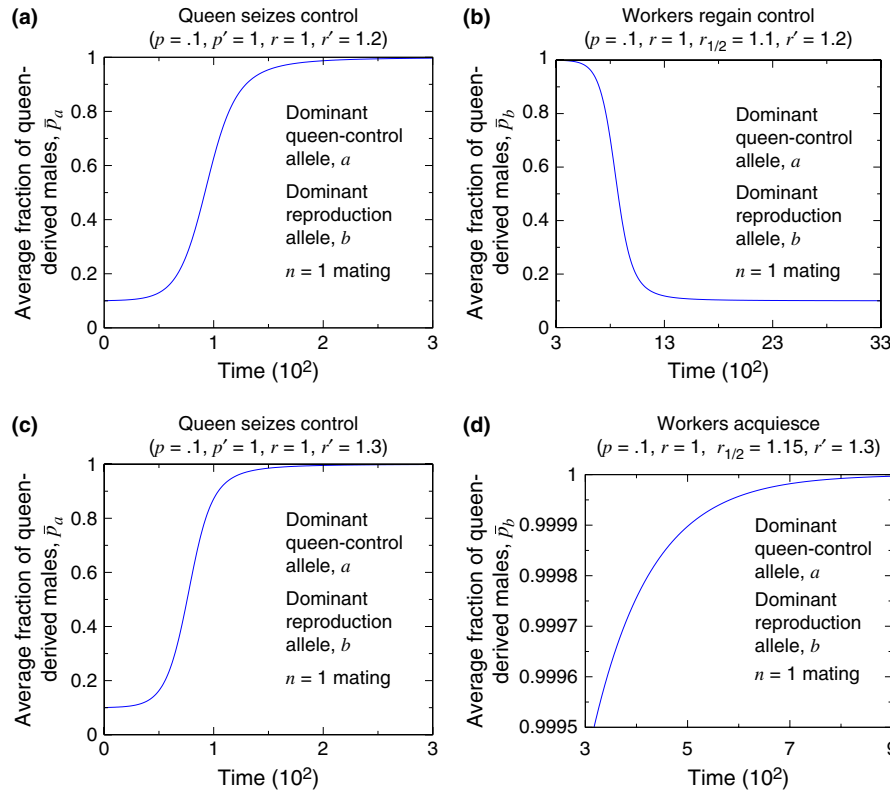 (a)
Queen seizes control
(p = .1, p′ = 1, r = 1, r′ = 1.2)
Average fraction of queen-
derived males, p̄ₐ
1
0.8
0.6
0.4
0.2
0
Dominant
queen-control
allele, a
Dominant
reproduction
allele, b
n = 1 mating
0 1 2 3
Time (10²)
(b)
Workers regain control
(p = .1, r = 1, r₁/₂ = 1.1, r′ = 1.2)
Average fraction of queen-
derived males, p̄_b
1
0.8
0.6
0.4
0.2
0
Dominant
queen-control
allele, a
Dominant
reproduction
allele, b
n = 1 mating
3 13 23 33
Time (10²)
(c)
Queen seizes control
(p = .1, p′ = 1, r = 1, r′ = 1.3)
Average fraction of queen-
derived males, p̄ₐ
1
0.8
0.6
0.4
0.2
0
Dominant
queen-control
allele, a
Dominant
reproduction
allele, b
n = 1 mating
0 1 2 3
Time (10²)
(d)
Workers acquiesce
(p = .1, r = 1, r₁/₂ = 1.15, r′ = 1.3)
Average fraction of queen-
derived males, p̄_b
1
0.9999
0.9998
0.9997
0.9996
0.9995
Dominant
queen-control
allele, a
Dominant
reproduction
allele, b
n = 1 mating
3 5 7 9
Time (10²)